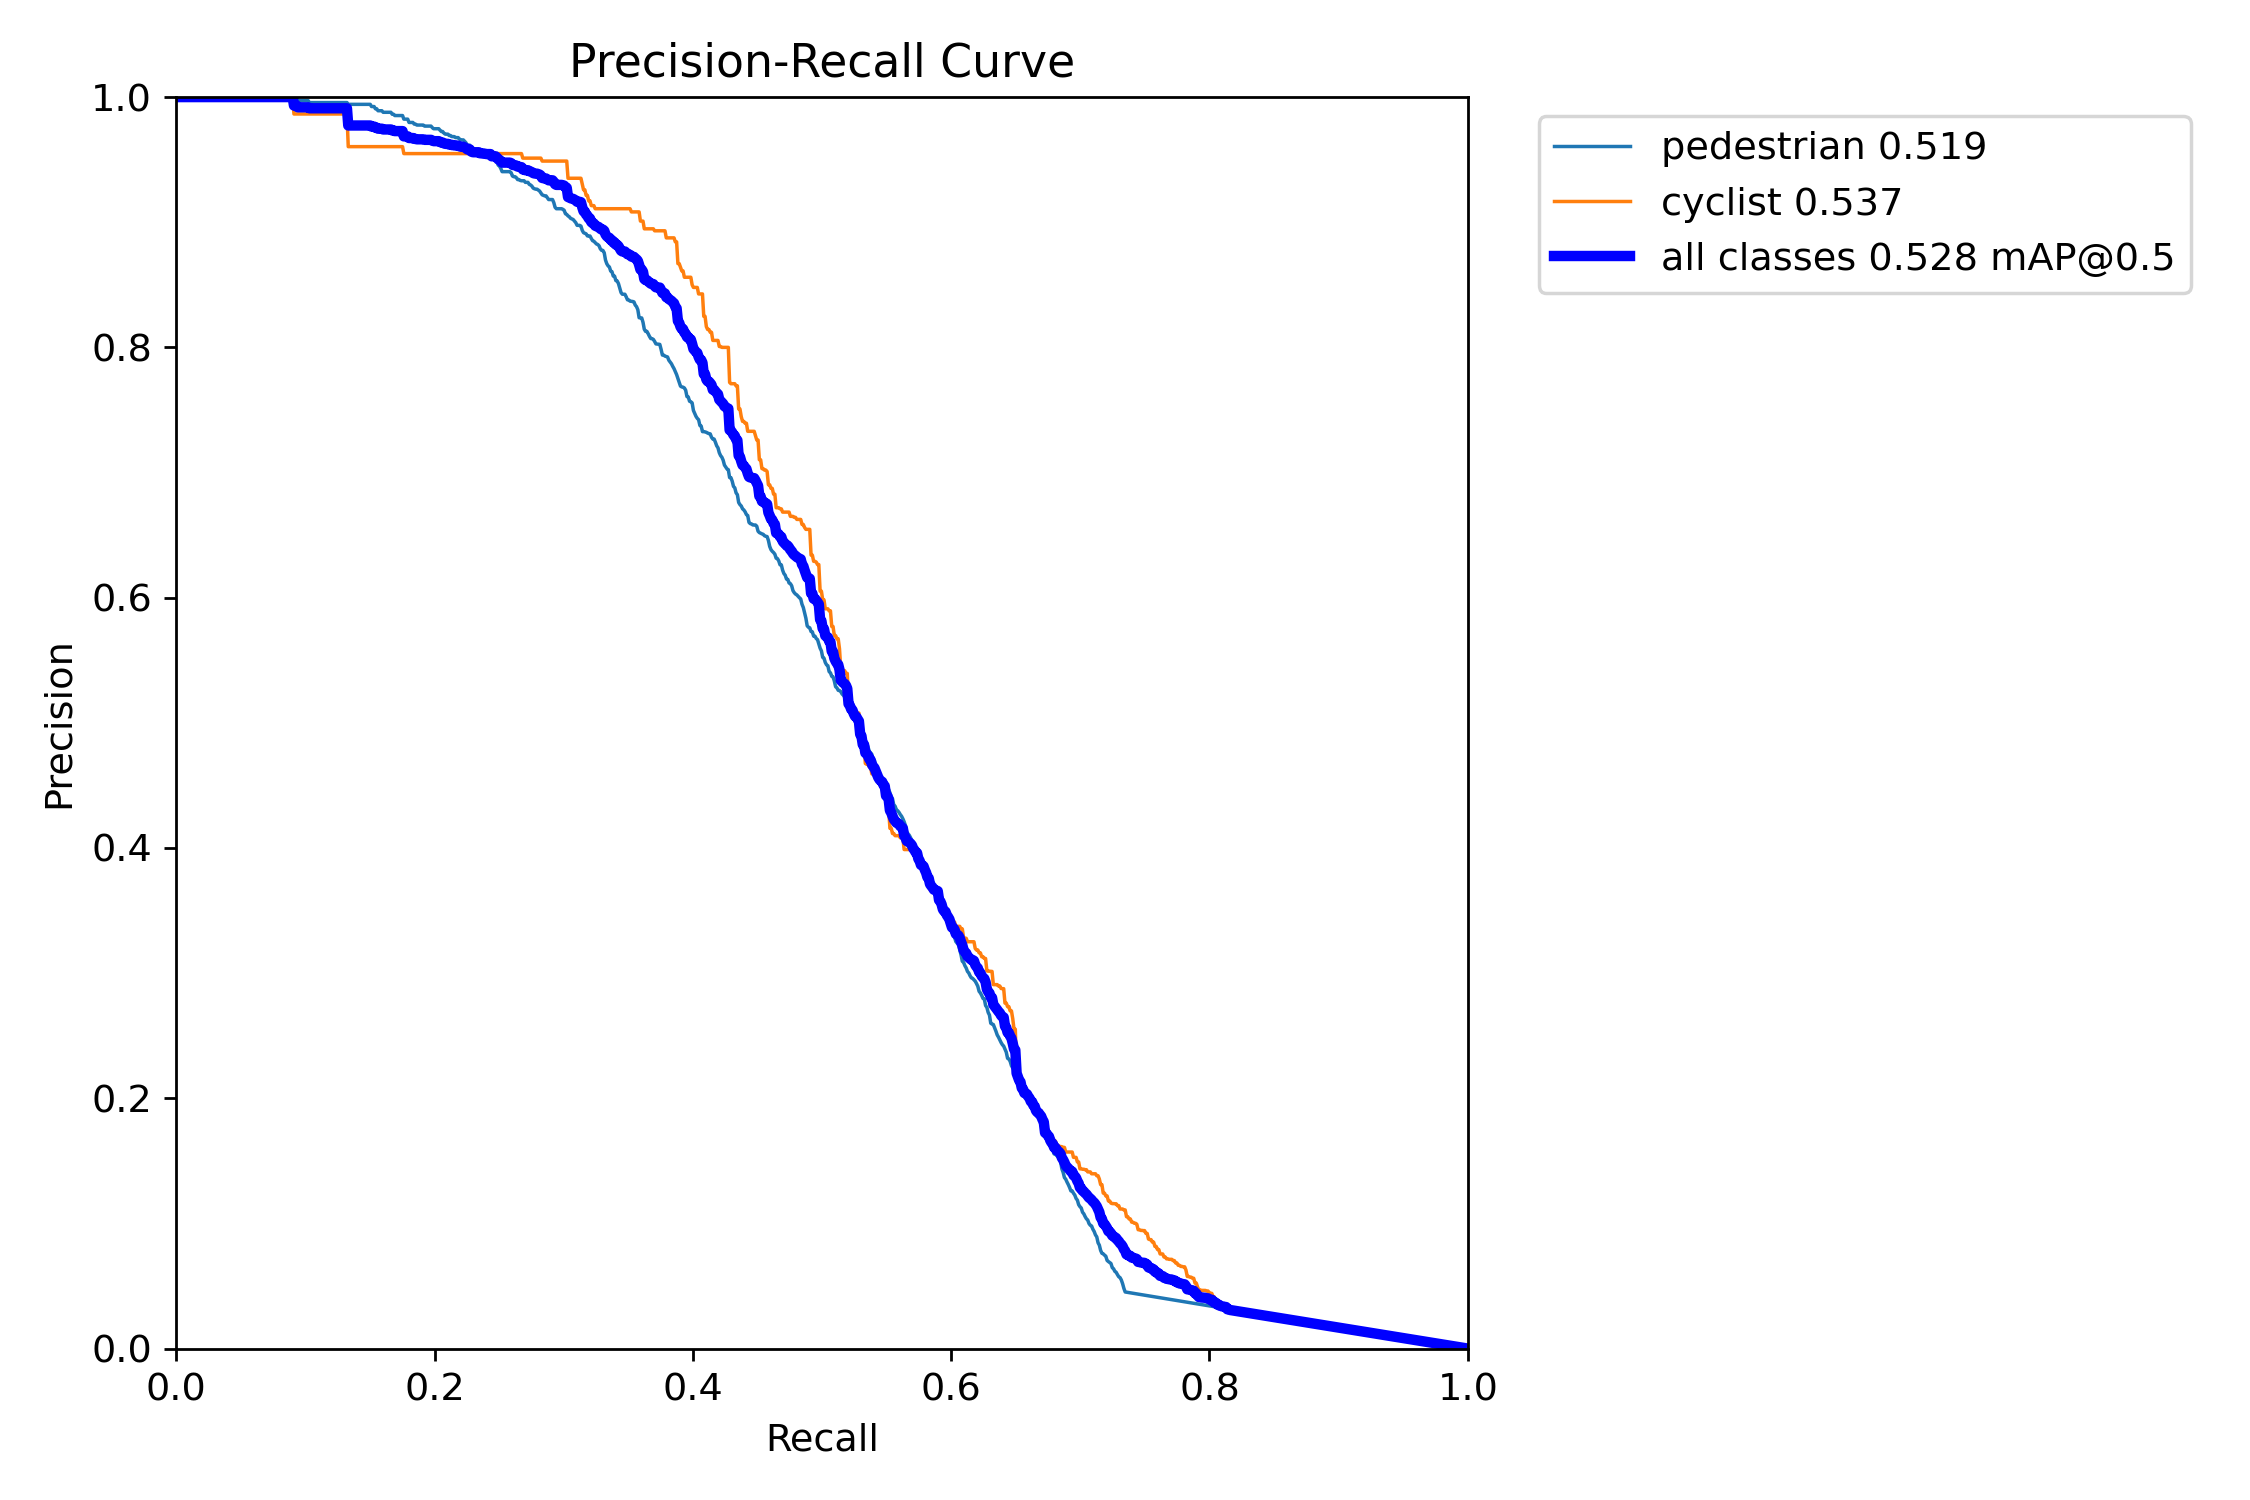 Precision-Recall Curve
pedestrian 0.519
cyclist 0.537
all classes 0.528 mAP@0.5
Precision
1.0
0.8
0.6
0.4
0.2
0.0
0.0 0.2 0.4 0.6 0.8 1.0
Recall